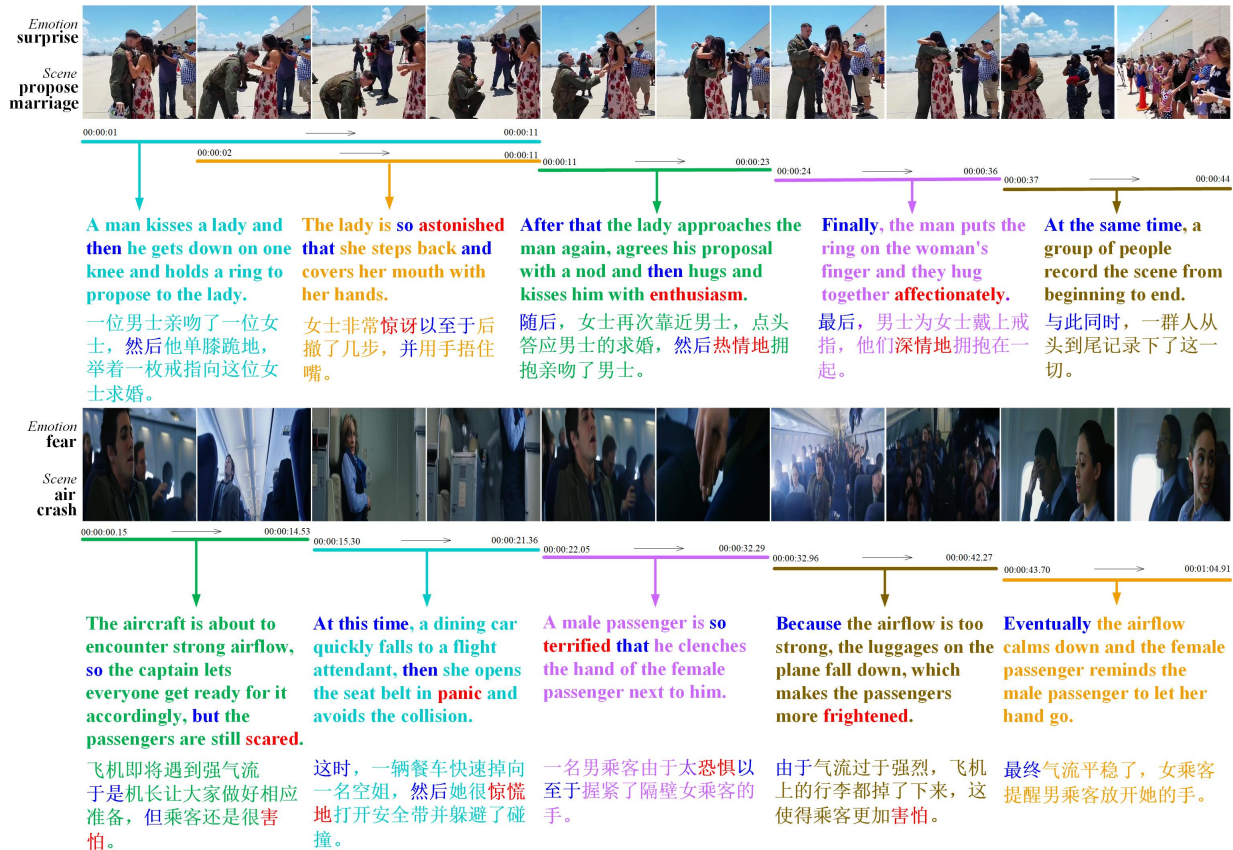 Emotion
surprise
Scene
propose
marriage
00:00:01
00:00:11
00:00:02
00:00:11
00:00:11
00:00:23
00:00:24
00:00:36
00:00:37
00:00:44
A man kisses a lady and
then he gets down on one
knee and holds a ring to
propose to the lady.
一位男士亲吻了一位女
士，然后他单膝跪地，
举着一枚戒指向这位女
士求婚。
The lady is so astonished
that she steps back and
covers her mouth with
her hands.
女士非常惊讶以至于后
撤了几步，并用手捂住
嘴。
After that the lady approaches the
man again, agrees his proposal
with a nod and then hugs and
kisses him with enthusiasm.
随后，女士再次靠近男士，点头
答应男士的求婚，然后热情地拥
抱亲吻了男士。
Finally, the man puts the
ring on the woman's
finger and they hug
together affectionately.
最后，男士为女士戴上戒
指，他们深情地拥抱在一
起。
At the same time, a
group of people
record the scene from
beginning to end.
与此同时，一群人从
头到尾记录下了这一
切。
Emotion
fear
Scene
air
crash
00:00:00.15
00:00:14.53
00:00:15.30
00:00:21.36
00:00:22.05
00:00:32.29
00:00:32.96
00:00:42.27
00:00:43.70
00:01:04.91
The aircraft is about to
encounter strong airflow,
so the captain lets
everyone get ready for it
accordingly, but the
passengers are still scared.
飞机即将遇到强气流
于是机长让大家做好相应
准备，但乘客还是很害
怕。
At this time, a dining car
quickly falls to a flight
attendant, then she opens
the seat belt in panic and
avoids the collision.
这时，一辆餐车快速掉向
一名空姐，然后她很惊慌
地打开安全带并躲避了碰
撞。
A male passenger is so
terrified that he clenches
the hand of the female
passenger next to him.
一名男乘客由于太恐惧以
至于握紧了隔壁女乘客的
手。
Because the airflow is too
strong, the luggages on the
plane fall down, which
makes the passengers
more frightened.
由于气流过于强烈，飞机
上的行李都掉了下来，这
使得乘客更加害怕。
Eventually the airflow
calms down and the female
passenger reminds the
male passenger to let her
hand go.
最终气流平稳了，女乘客
提醒男乘客放开她的手。